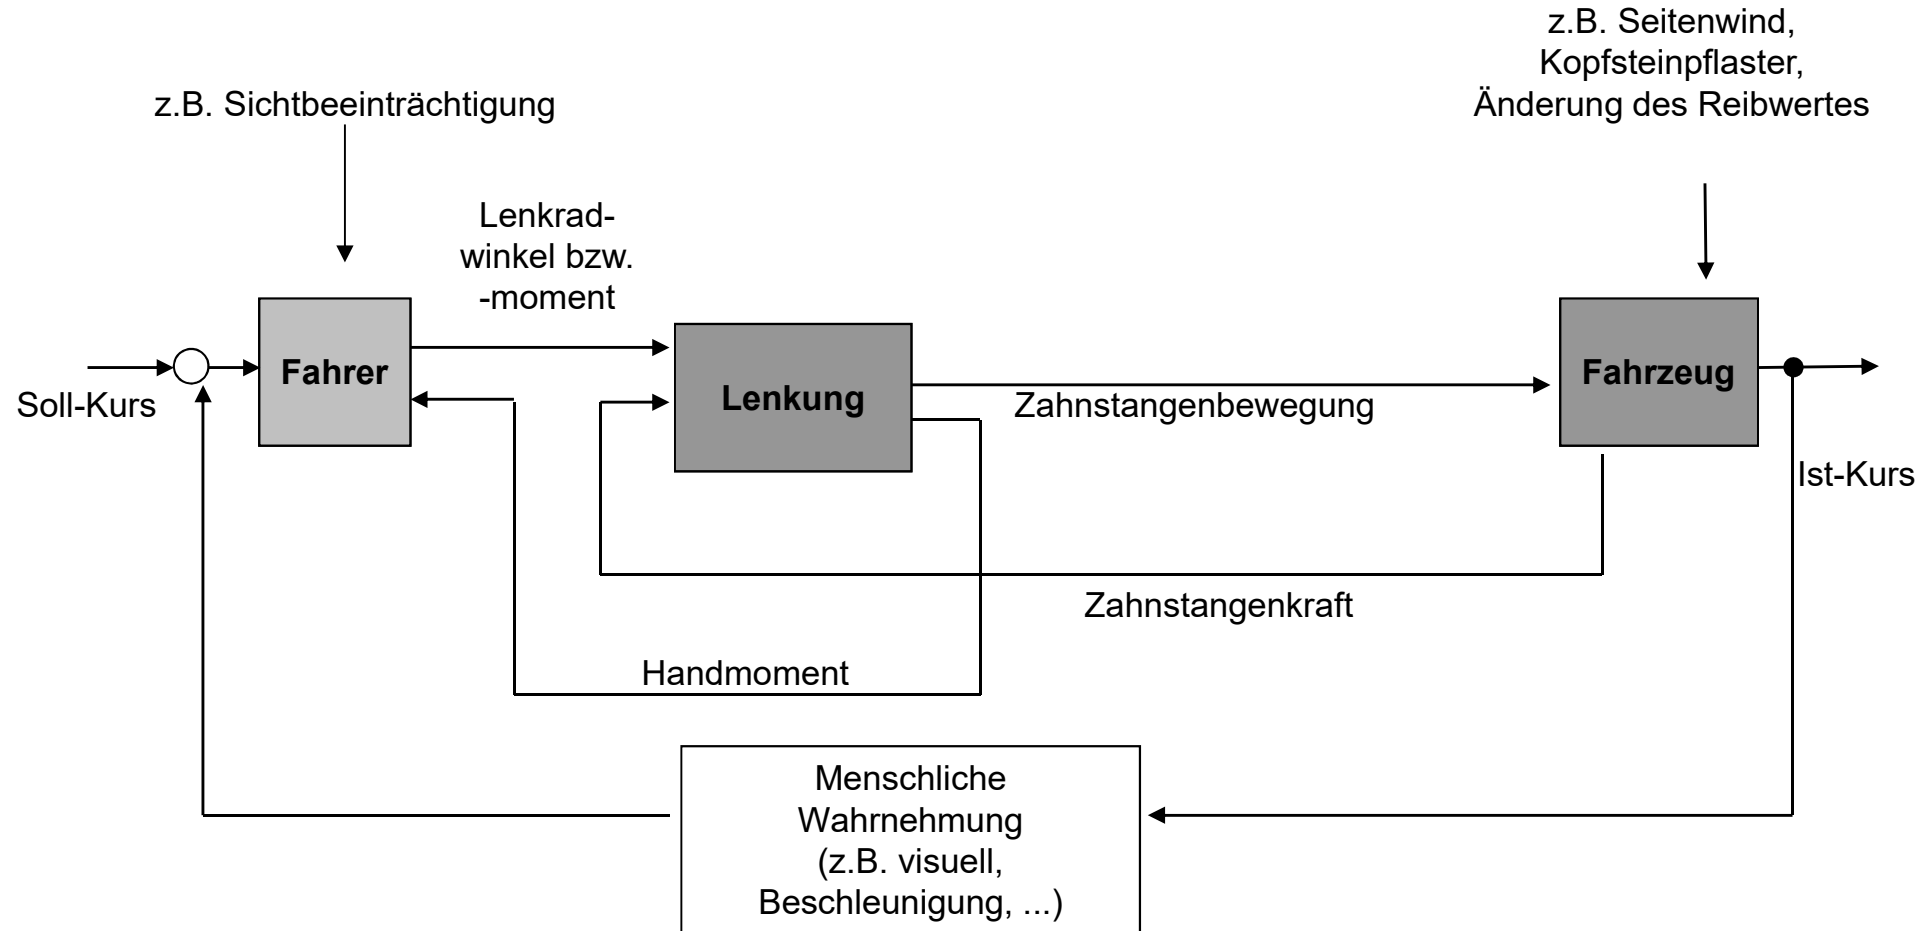 z.B. Seitenwind,
Kopfsteinpflaster,
Änderung des Reibwertes
z.B. Sichtbeeinträchtigung
Lenkrad-
winkel bzw.
-moment
Fahrer
Lenkung
Fahrzeug
Soll-Kurs
Zahnstangenbewegung
Ist-Kurs
Zahnstangenkraft
Handmoment
Menschliche
Wahrnehmung
(z.B. visuell,
Beschleunigung, ...)